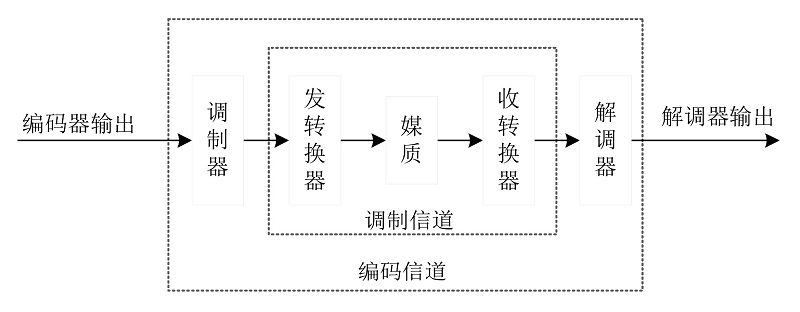 编码器输出
调制器
发转换器
媒质
收转换器
解调器
解调器输出
调制信道
编码信道